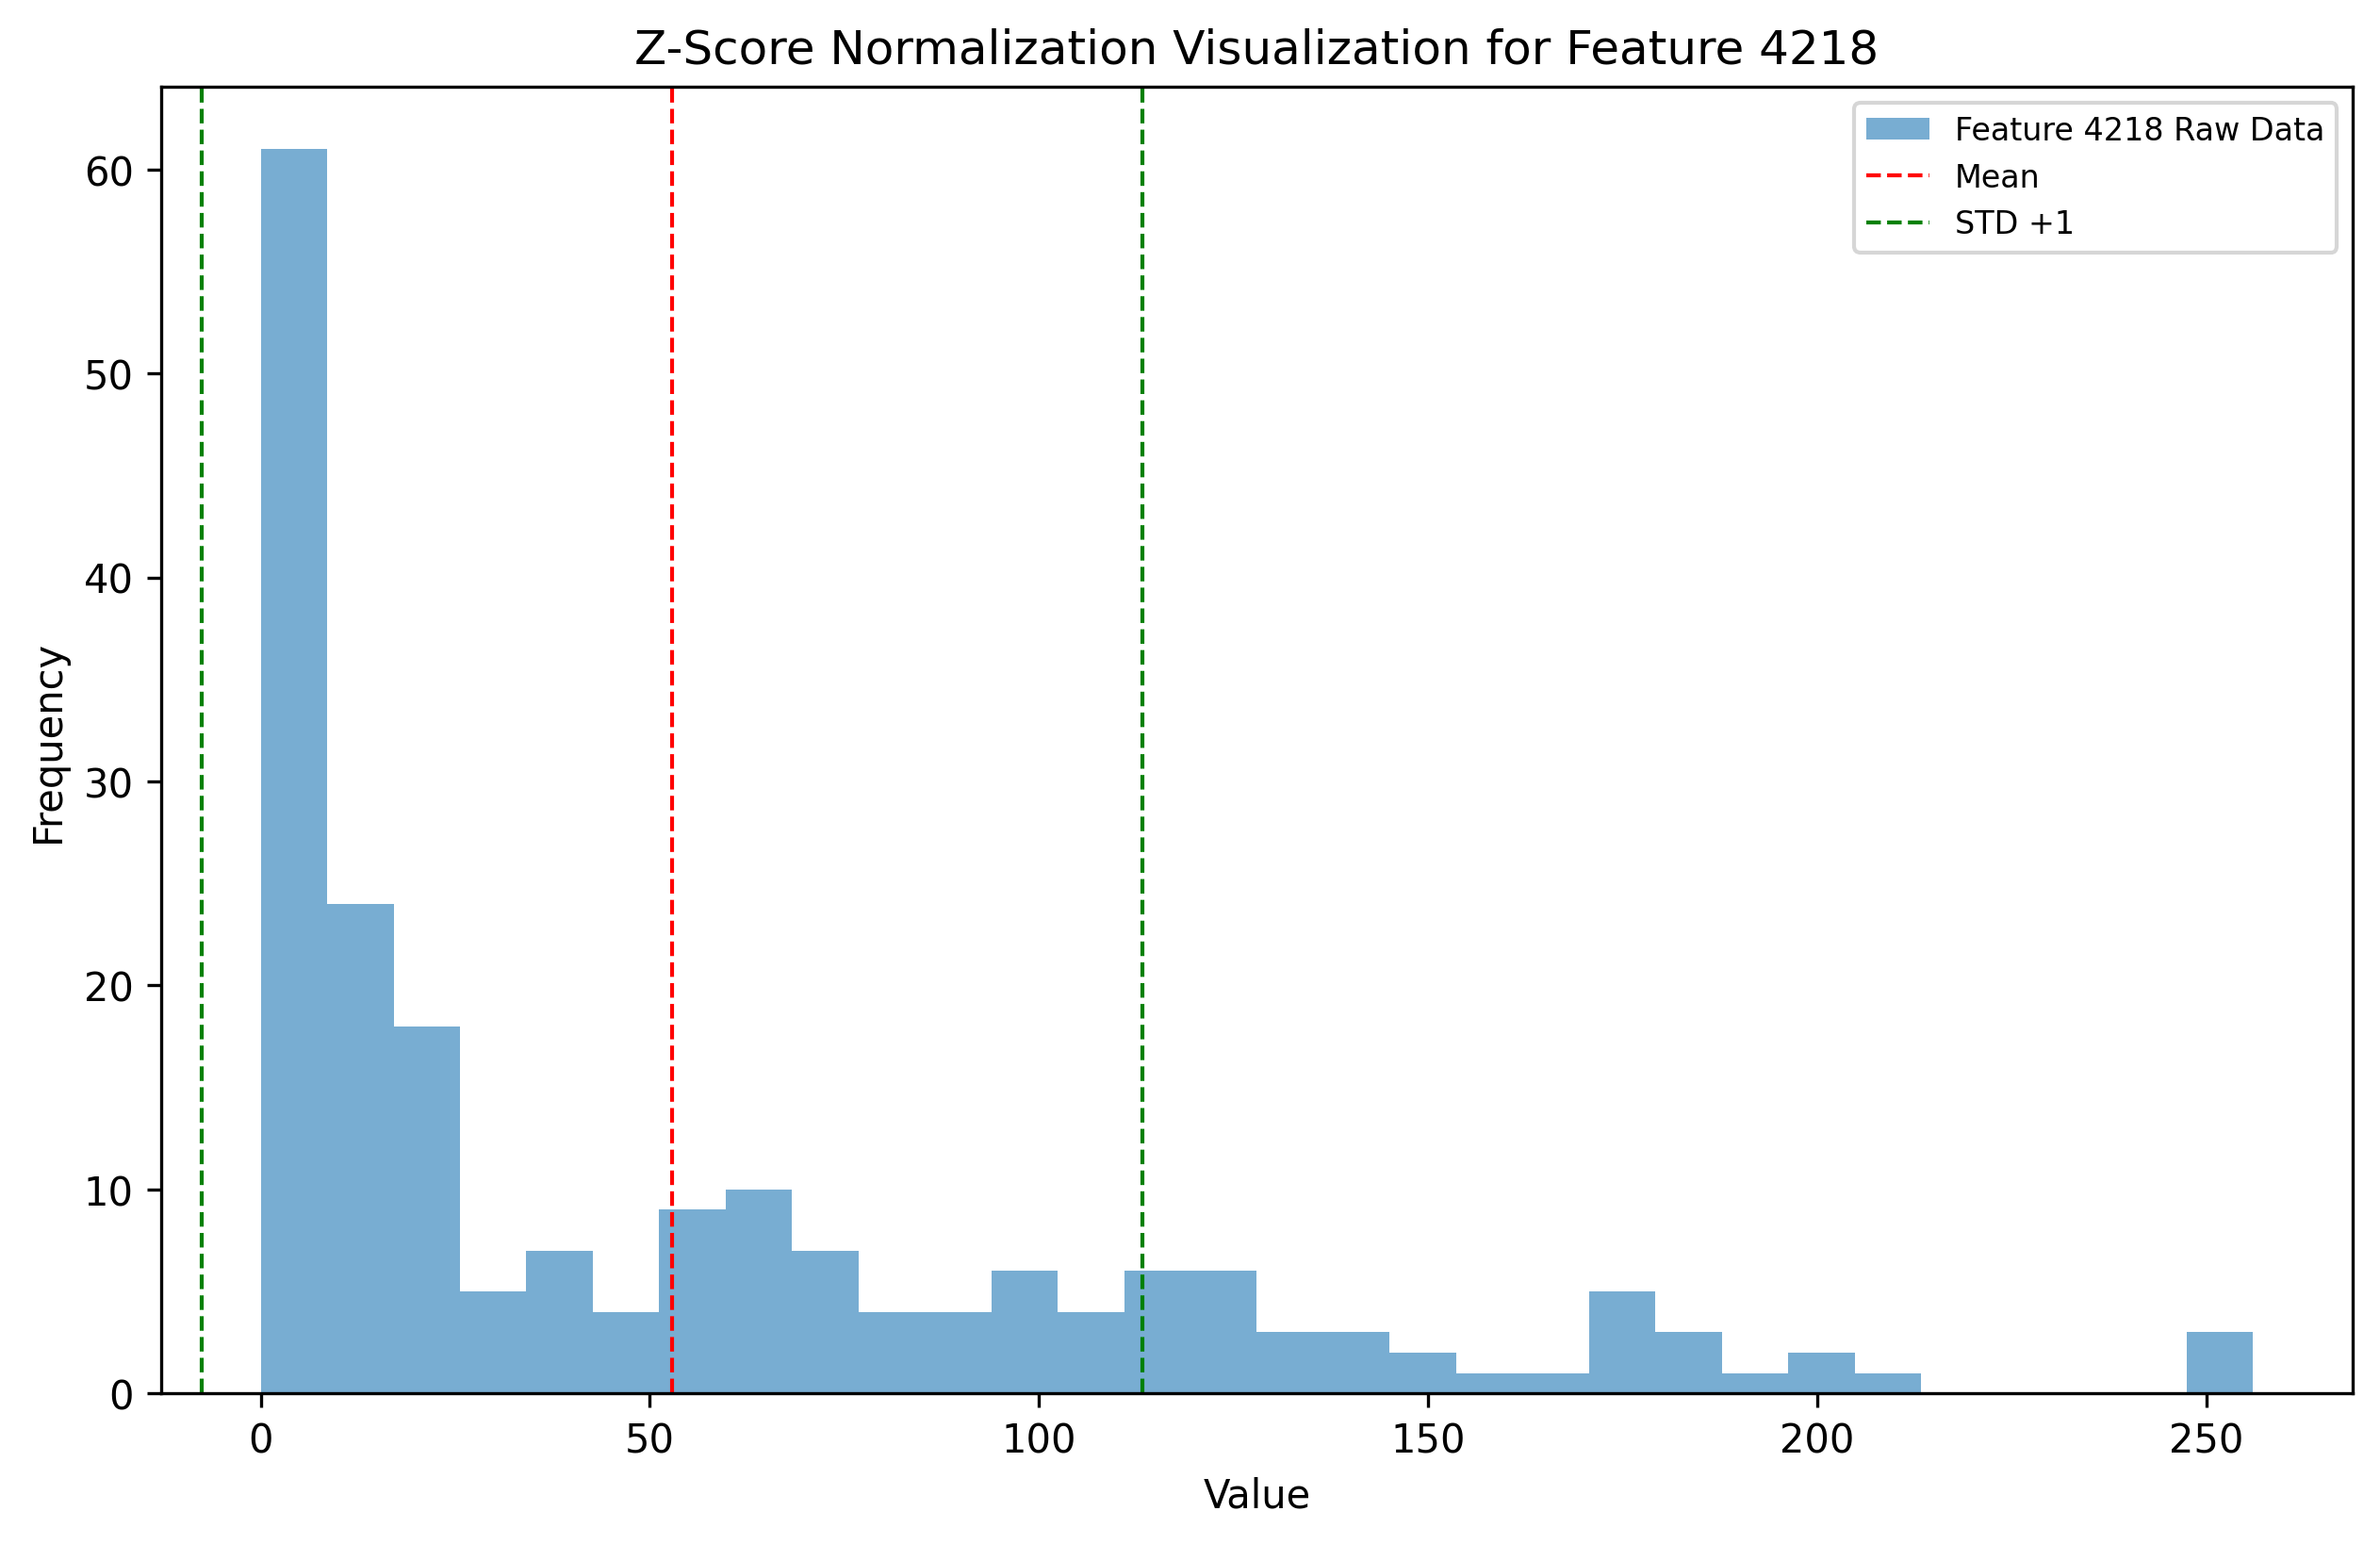 Z-Score Normalization Visualization for Feature 4218
Feature 4218 Raw Data
Mean
STD +1
60
50
40
30
20
10
0
Frequency
0 50 100 150 200 250
Value